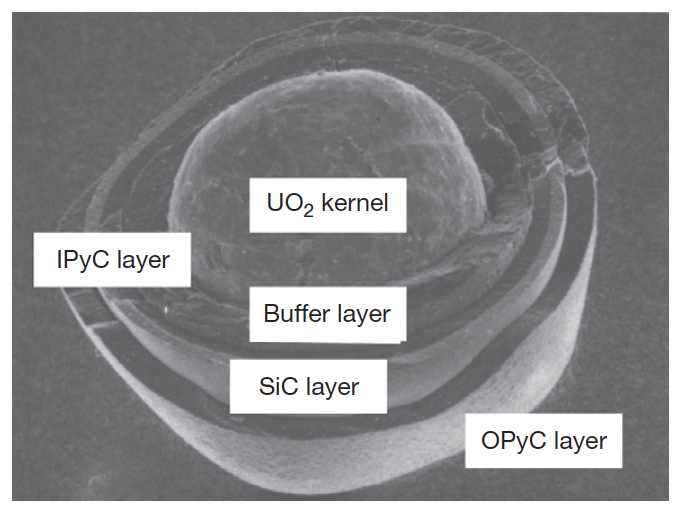 UO₂ kernel
IPyC layer
Buffer layer
SiC layer
OPyC layer